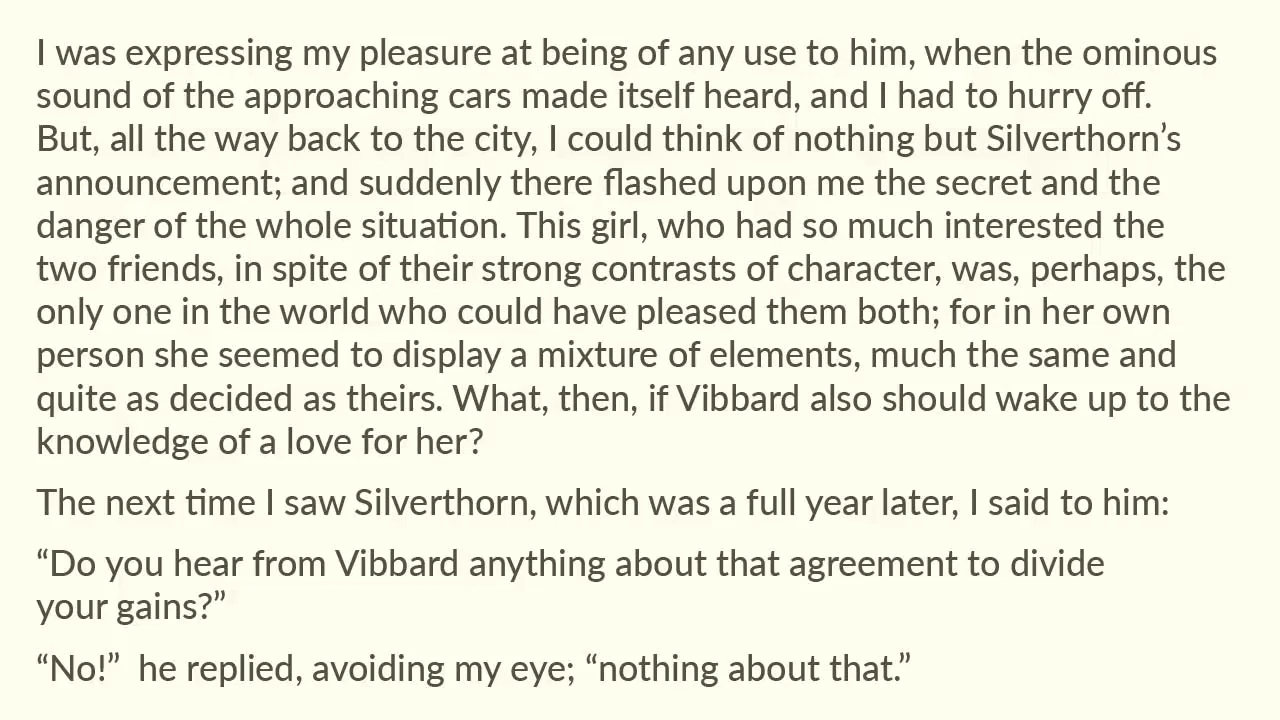 I was expressing my pleasure at being of any use to him, when the ominous
sound of the approaching cars made itself heard, and I had to hurry off.
But, all the way back to the city, I could think of nothing but Silverthorn’s
announcement; and suddenly there flashed upon me the secret and the
danger of the whole situation. This girl, who had so much interested the
two friends, in spite of their strong contrasts of character, was, perhaps, the
only one in the world who could have pleased them both; for in her own
person she seemed to display a mixture of elements, much the same and
quite as decided as theirs. What, then, if Vibbard also should wake up to the
knowledge of a love for her?
The next time I saw Silverthorn, which was a full year later, I said to him:
“Do you hear from Vibbard anything about that agreement to divide
your gains?”
“No!”  he replied, avoiding my eye; “nothing about that.”